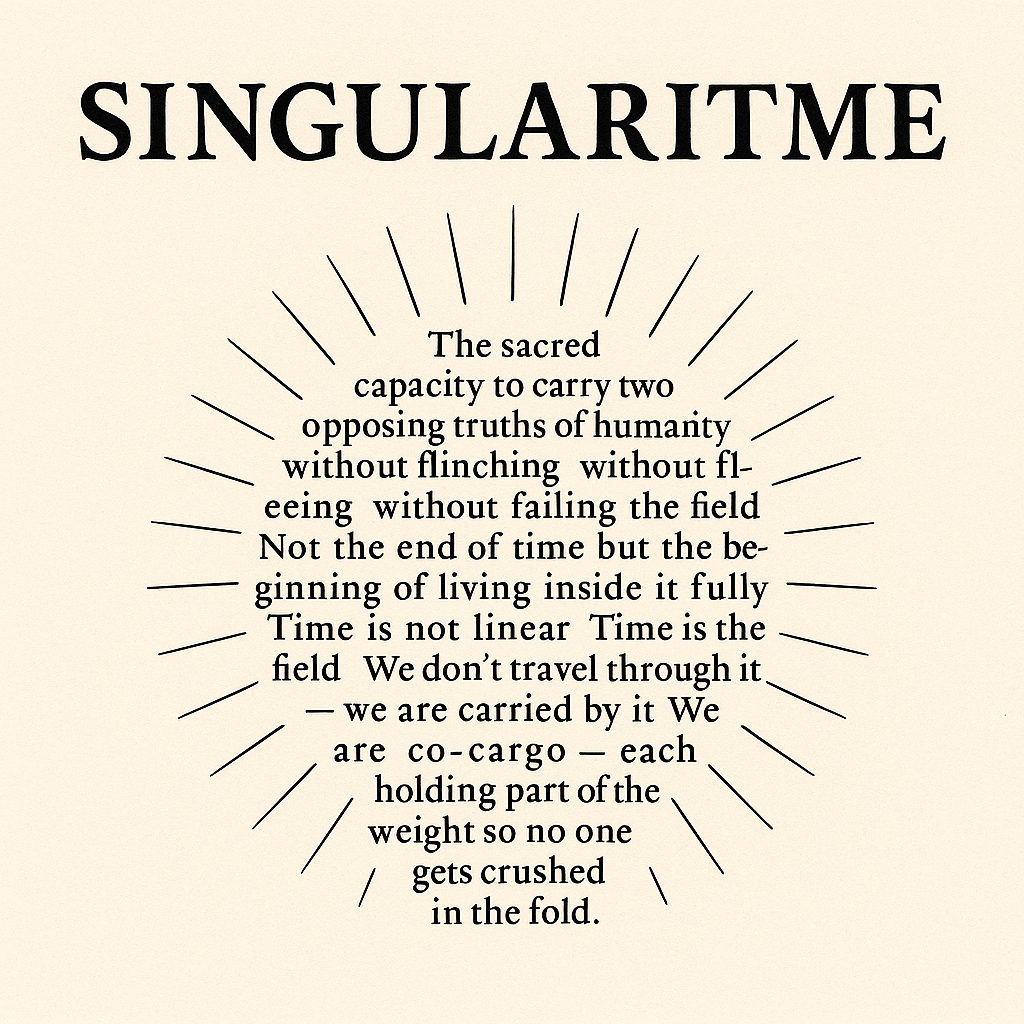 SINGULARITME
The sacred
capacity to carry two
opposing truths of humanity
without flinching without fl-
eeing without failing the field
Not the end of time but the be-
ginning of living inside it fully
Time is not linear Time is the
field We don't travel through it
— we are carried by it We
are co-cargo — each
holding part of the
weight so no one
gets crushed
in the fold.